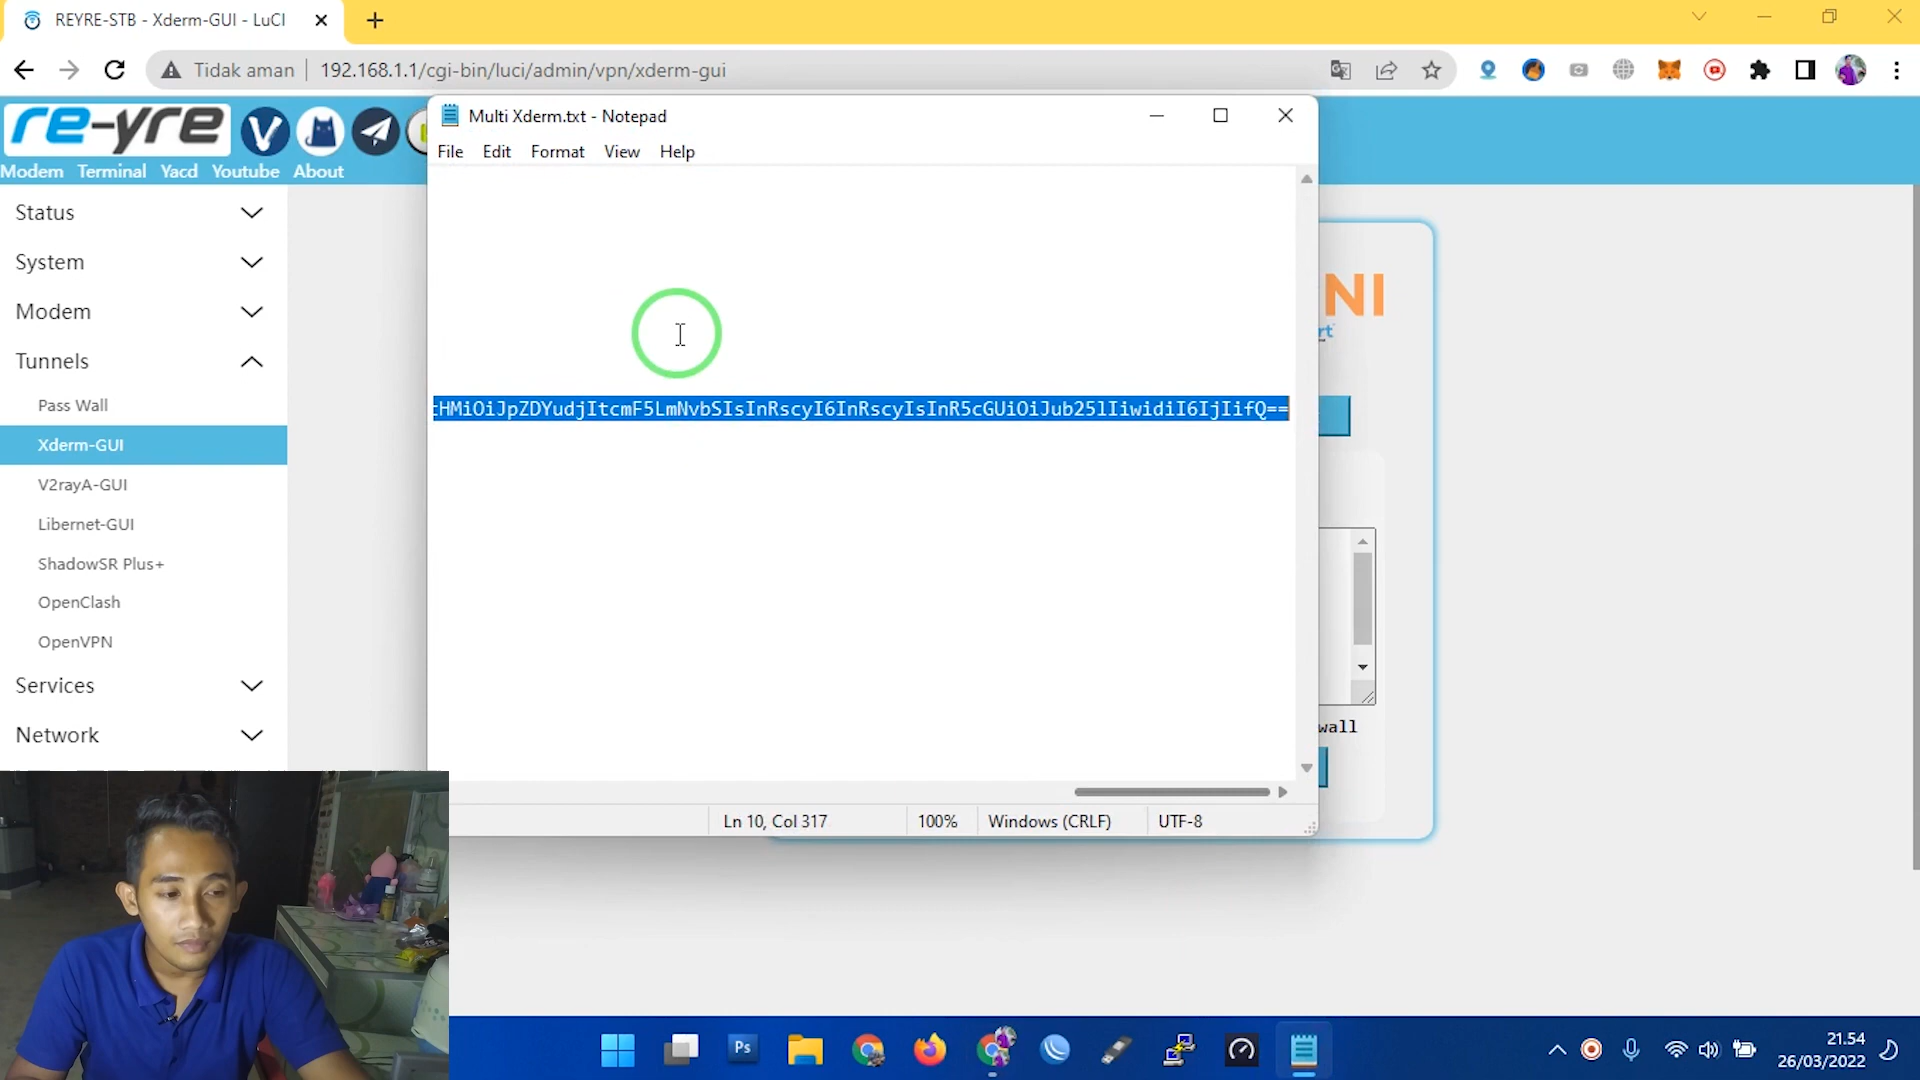 REYRE-STB - Xderm-GUI - LuCI
Tidak aman
192.168.1.1/cgi-bin/luci/admin/vpn/xderm-gui
re-yre
Modem Terminal Yacd Youtube About
Multi Xderm.txt - Notepad
File Edit Format View Help
Status
System
Modem
Tunnels
Pass Wall
Xderm-GUI
V2rayA-GUI
Libernet-GUI
ShadowSR Plus+
OpenClash
OpenVPN
Services
Network
NI
rt
cHMiOiJpZDYudjItcmF5LmNvbSIsInRscyI6InRscyIsInR5cGUiOiJub25lIiwidiI6IjIifQ==
wall
Ln 10, Col 317
100%
Windows (CRLF)
UTF-8
Ps
21.54
26/03/2022